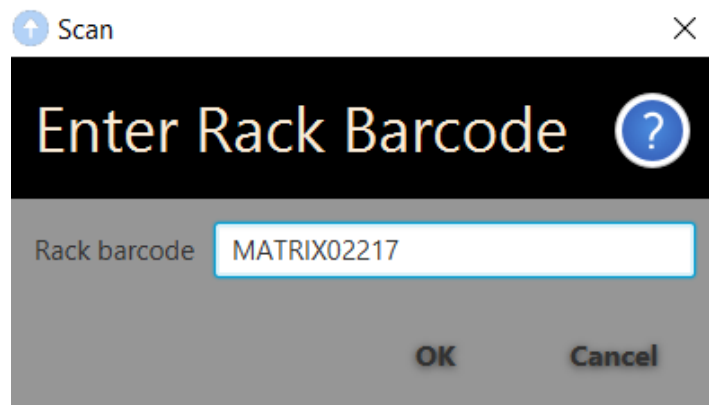 Scan
Enter Rack Barcode ?
Rack barcode MATRIX02217
OK Cancel